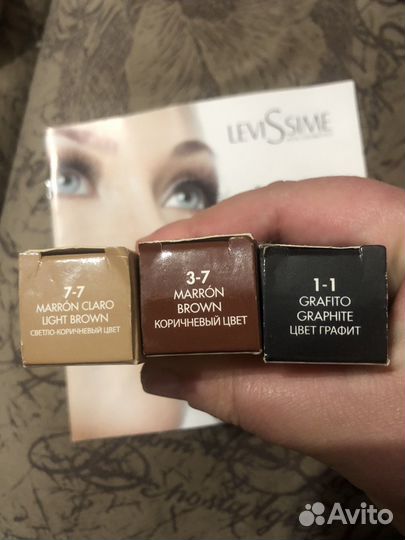 LEVISSIME
7-7
MARRÓN CLARO
LIGHT BROWN
СВЕТЛО-КОРИЧНЕВЫЙ ЦВЕТ
3-7
MARRÓN
BROWN
КОРИЧНЕВЫЙ ЦВЕТ
1-1
GRAFITO
GRAPHITE
ЦВЕТ ГРАФИТ
Avito